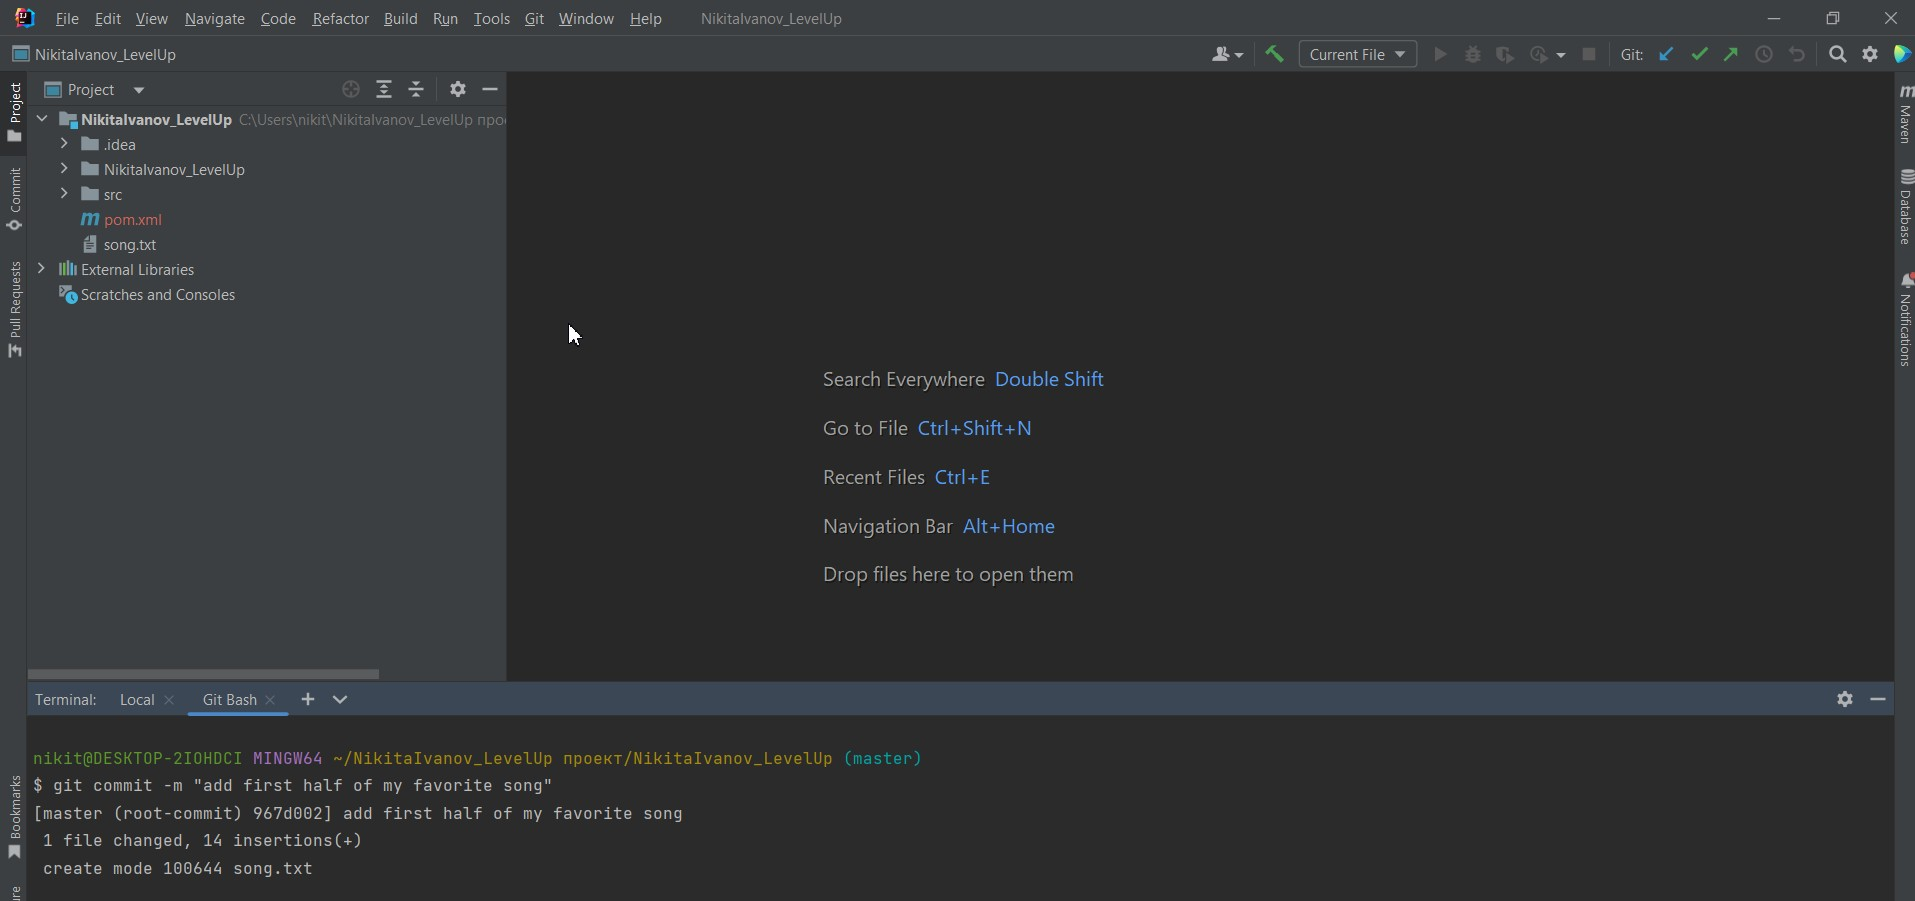 File Edit View Navigate Code Refactor Build Run Tools Git Window Help NikitaIvanov_LevelUp
NikitaIvanov_LevelUp Current File Git:
Project
NikitaIvanov_LevelUp C:\Users\nikit\NikitaIvanov_LevelUp
.idea
NikitaIvanov_LevelUp
src
m pom.xml
song.txt
External Libraries
Scratches and Consoles
Project
Commit
Pull Requests
Bookmarks
Maven
Database
Notifications
Search Everywhere Double Shift
Go to File Ctrl+Shift+N
Recent Files Ctrl+E
Navigation Bar Alt+Home
Drop files here to open them
Terminal: Local Git Bash
nikit@DESKTOP-2IOHDCI MINGW64 ~/NikitaIvanov_LevelUp проект/NikitaIvanov_LevelUp (master)
$ git commit -m "add first half of my favorite song"
[master (root-commit) 967d002] add first half of my favorite song
1 file changed, 14 insertions(+)
create mode 100644 song.txt